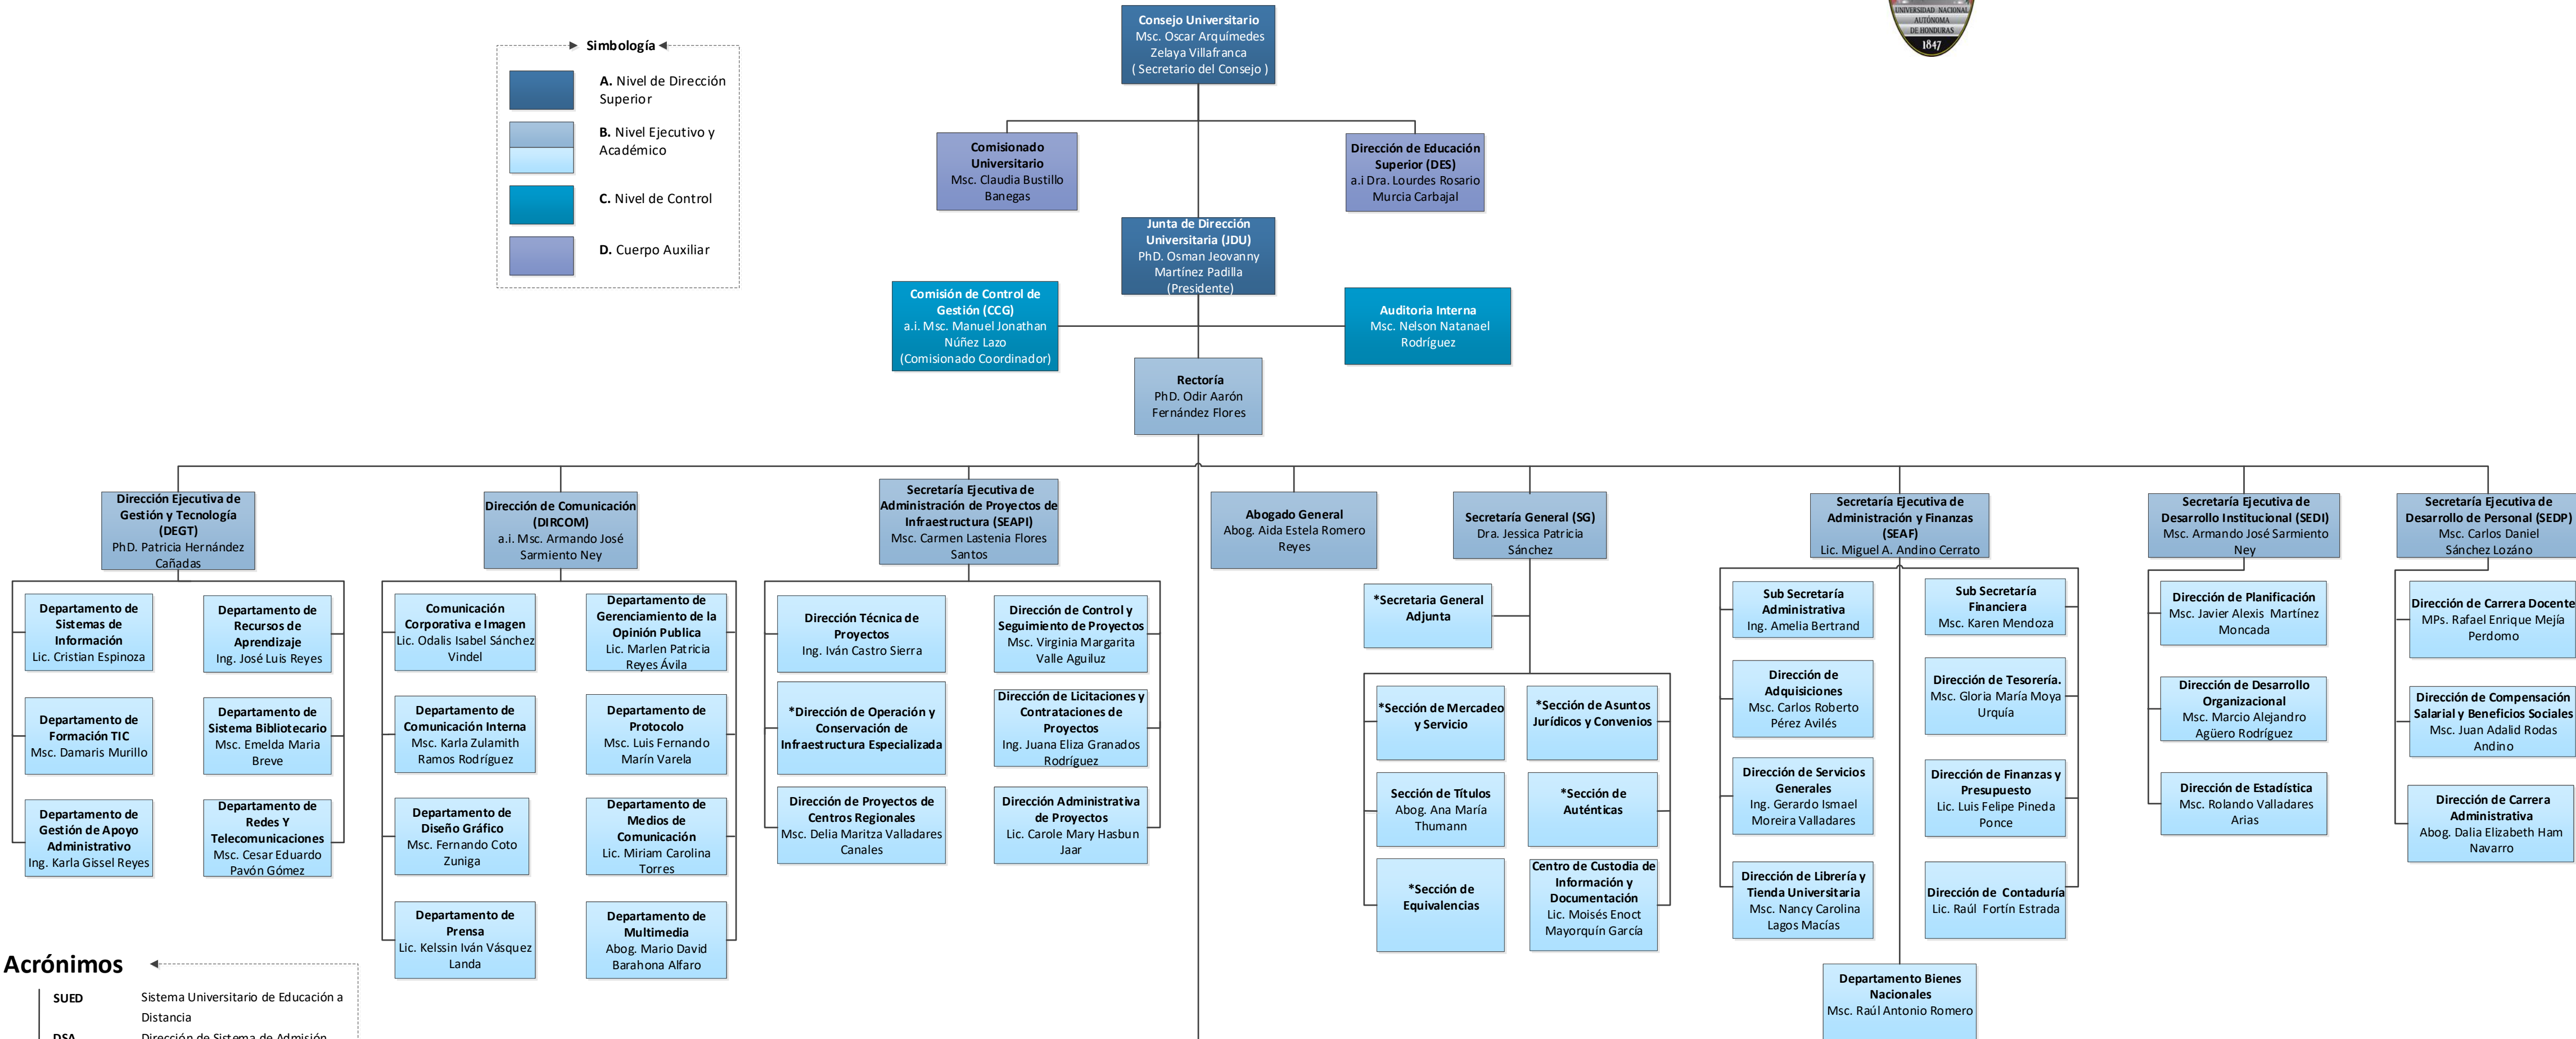 UNIVERSIDAD NACIONAL
AUTÓNOMA
DE HONDURAS
1847
Simbología
A. Nivel de Dirección
Superior
B. Nivel Ejecutivo y
Académico
C. Nivel de Control
D. Cuerpo Auxiliar
Consejo Universitario
Msc. Oscar Arquímedes
Zelaya Villafranca
( Secretario del Consejo )
Comisionado
Universitario
Msc. Claudia Bustillo
Banegas
Dirección de Educación
Superior (DES)
a.i Dra. Lourdes Rosario
Murcia Carbajal
Junta de Dirección
Universitaria (JDU)
PhD. Osman Jeovanny
Martínez Padilla
(Presidente)
Comisión de Control de
Gestión (CCG)
a.i. Msc. Manuel Jonathan
Núñez Lazo
(Comisionado Coordinador)
Auditoria Interna
Msc. Nelson Natanael
Rodríguez
Rectoría
PhD. Odir Aarón
Fernández Flores
Dirección Ejecutiva de
Gestión y Tecnología
(DEGT)
PhD. Patricia Hernández
Cañadas
Departamento de
Sistemas de
Información
Lic. Cristian Espinoza
Departamento de
Recursos de
Aprendizaje
Ing. José Luis Reyes
Departamento de
Formación TIC
Msc. Damaris Murillo
Departamento de
Sistema Bibliotecario
Msc. Emelda Maria
Breve
Departamento de
Gestión de Apoyo
Administrativo
Ing. Karla Gissel Reyes
Departamento de
Redes Y
Telecomunicaciones
Msc. Cesar Eduardo
Pavón Gómez
Dirección de Comunicación
(DIRCOM)
a.i. Msc. Armando José
Sarmiento Ney
Comunicación
Corporativa e Imagen
Lic. Odalis Isabel Sánchez
Vindel
Departamento de
Gerenciamiento de la
Opinión Publica
Lic. Marlen Patricia
Reyes Ávila
Departamento de
Comunicación Interna
Msc. Karla Zulamith
Ramos Rodríguez
Departamento de
Protocolo
Msc. Luis Fernando
Marín Varela
Departamento de
Diseño Gráfico
Msc. Fernando Coto
Zuniga
Departamento de
Medios de
Comunicación
Lic. Miriam Carolina
Torres
Departamento de
Prensa
Lic. Kelssin Iván Vásquez
Landa
Departamento de
Multimedia
Abog. Mario David
Barahona Alfaro
Secretaría Ejecutiva de
Administración de Proyectos de
Infraestructura (SEAPI)
Msc. Carmen Lastenia Flores
Santos
Dirección Técnica de
Proyectos
Ing. Iván Castro Sierra
Dirección de Control y
Seguimiento de Proyectos
Msc. Virginia Margarita
Valle Aguiluz
*Dirección de Operación y
Conservación de
Infraestructura Especializada
Dirección de Licitaciones y
Contrataciones de
Proyectos
Ing. Juana Eliza Granados
Rodríguez
Dirección de Proyectos de
Centros Regionales
Msc. Delia Maritza Valladares
Canales
Dirección Administrativa
de Proyectos
Lic. Carole Mary Hasbun
Jaar
Abogado General
Abog. Aida Estela Romero
Reyes
Secretaría General (SG)
Dra. Jessica Patricia
Sánchez
*Secretaria General
Adjunta
*Sección de Mercadeo
y Servicio
*Sección de Asuntos
Jurídicos y Convenios
Sección de Títulos
Abog. Ana María
Thumann
*Sección de
Auténticas
*Sección de
Equivalencias
Centro de Custodia de
Información y
Documentación
Lic. Moisés Enoct
Mayorquín García
Secretaría Ejecutiva de
Administración y Finanzas
(SEAF)
Lic. Miguel A. Andino Cerrato
Sub Secretaría
Administrativa
Ing. Amelia Bertrand
Sub Secretaría
Financiera
Msc. Karen Mendoza
Dirección de
Adquisiciones
Msc. Carlos Roberto
Pérez Avilés
Dirección de Tesorería.
Msc. Gloria María Moya
Urquía
Dirección de Servicios
Generales
Ing. Gerardo Ismael
Moreira Valladares
Dirección de Finanzas y
Presupuesto
Lic. Luis Felipe Pineda
Ponce
Dirección de Librería y
Tienda Universitaria
Msc. Nancy Carolina
Lagos Macías
Dirección de Contaduría
Lic. Raúl Fortín Estrada
Departamento Bienes
Nacionales
Msc. Raúl Antonio Romero
Secretaría Ejecutiva de
Desarrollo Institucional (SEDI)
Msc. Armando José Sarmiento
Ney
Dirección de Planificación
Msc. Javier Alexis Martínez
Moncada
Dirección de Desarrollo
Organizacional
Msc. Marcio Alejandro
Agüero Rodríguez
Dirección de Estadística
Msc. Rolando Valladares
Arias
Secretaría Ejecutiva de
Desarrollo de Personal (SEDP)
Msc. Carlos Daniel
Sánchez Lozáno
Dirección de Carrera Docente
MPs. Rafael Enrique Mejía
Perdomo
Dirección de Compensación
Salarial y Beneficios Sociales
Msc. Juan Adalid Rodas
Andino
Dirección de Carrera
Administrativa
Abog. Dalia Elizabeth Ham
Navarro
Acrónimos
SUED Sistema Universitario de Educación a
Distancia
DSA Dirección de Sistema de Admisión